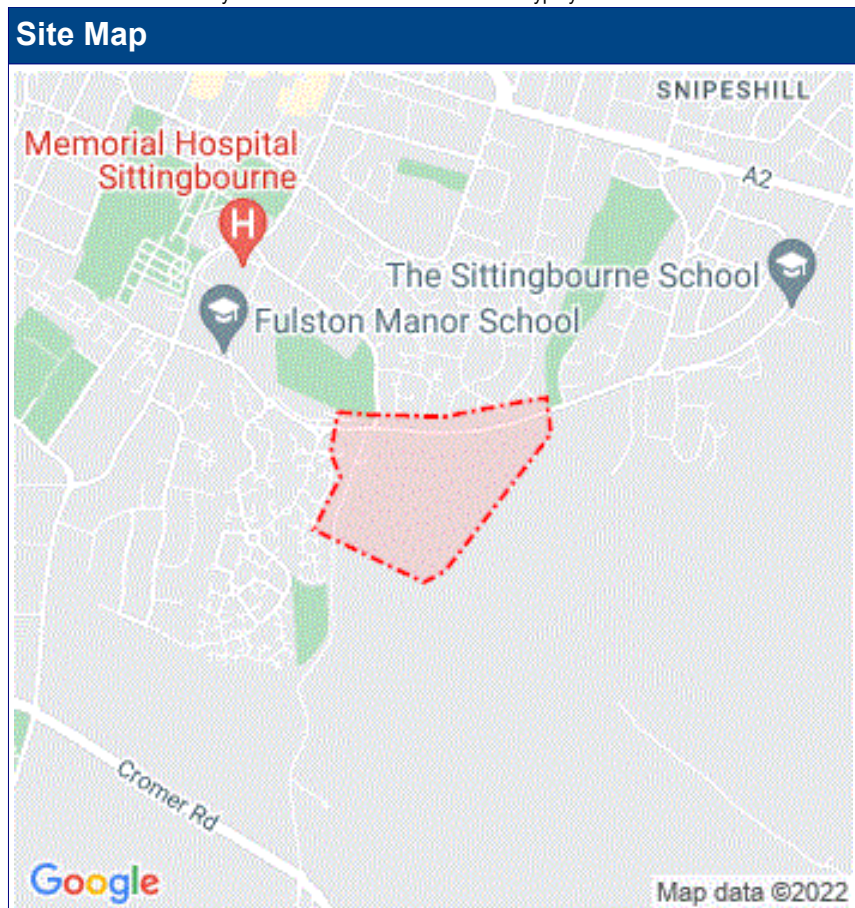 Site Map
SNIPESHILL
Memorial Hospital
Sittingbourne
H
A2
The Sittingbourne School
Fulston Manor School
Cromer Rd
Google
Map data ©2022